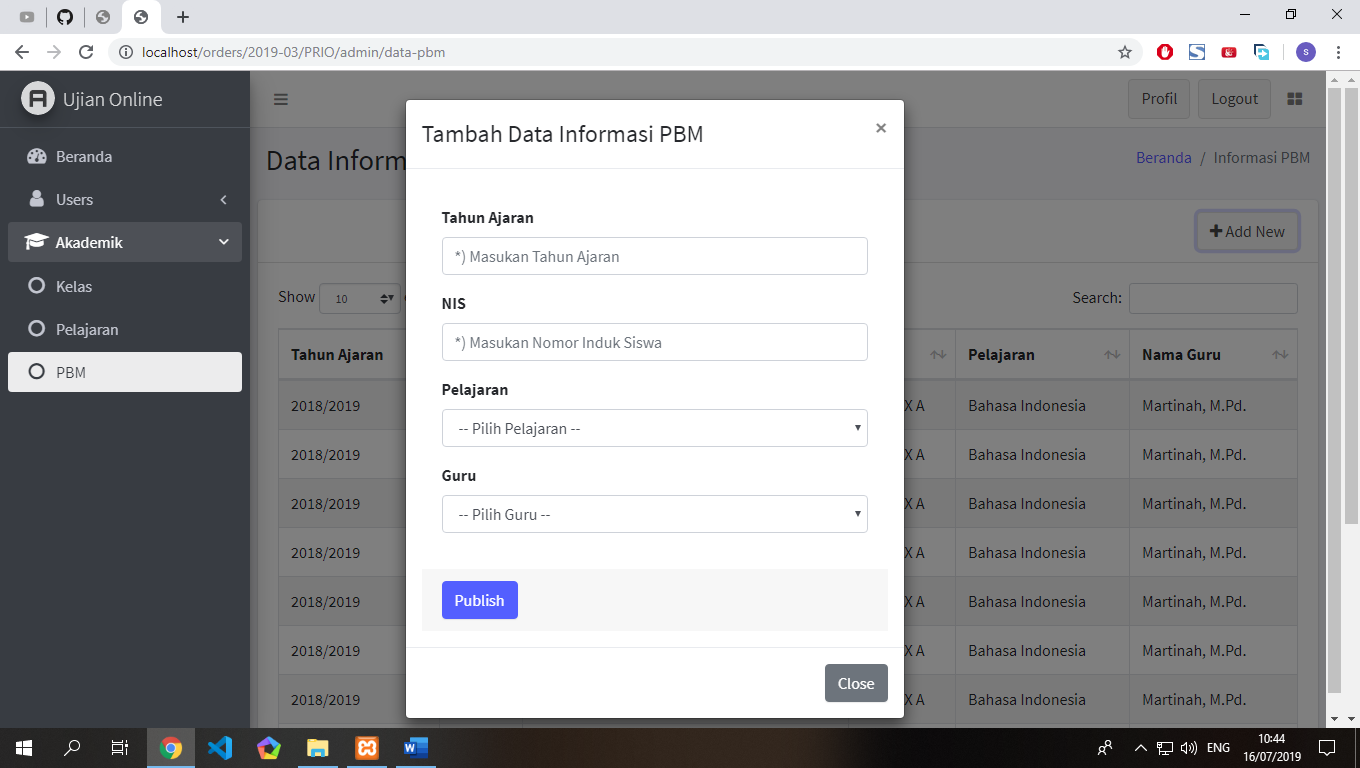 localhost/orders/2019-03/PRIO/admin/data-pbm
S
Ujian Online
Profil
Logout
Beranda
Users
Akademik
Kelas
Pelajaran
PBM
Data Inform
Beranda / Informasi PBM
Add New
Show 10
Search:
Tahun Ajaran
Pelajaran
Nama Guru
2018/2019 X A Bahasa Indonesia Martinah, M.Pd.
2018/2019 X A Bahasa Indonesia Martinah, M.Pd.
2018/2019 X A Bahasa Indonesia Martinah, M.Pd.
2018/2019 X A Bahasa Indonesia Martinah, M.Pd.
2018/2019 X A Bahasa Indonesia Martinah, M.Pd.
2018/2019 X A Bahasa Indonesia Martinah, M.Pd.
2018/2019 X A Bahasa Indonesia Martinah, M.Pd.
Tambah Data Informasi PBM
×
Tahun Ajaran
*) Masukan Tahun Ajaran
NIS
*) Masukan Nomor Induk Siswa
Pelajaran
-- Pilih Pelajaran --
Guru
-- Pilih Guru --
Publish
Close
ENG
10:44
16/07/2019